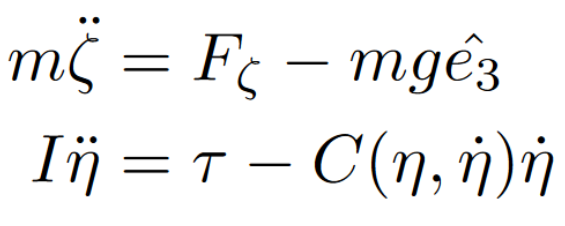 mζ̈ = F_ζ − mgê₃
Iη̈ = τ − C(η, η̇)η̇